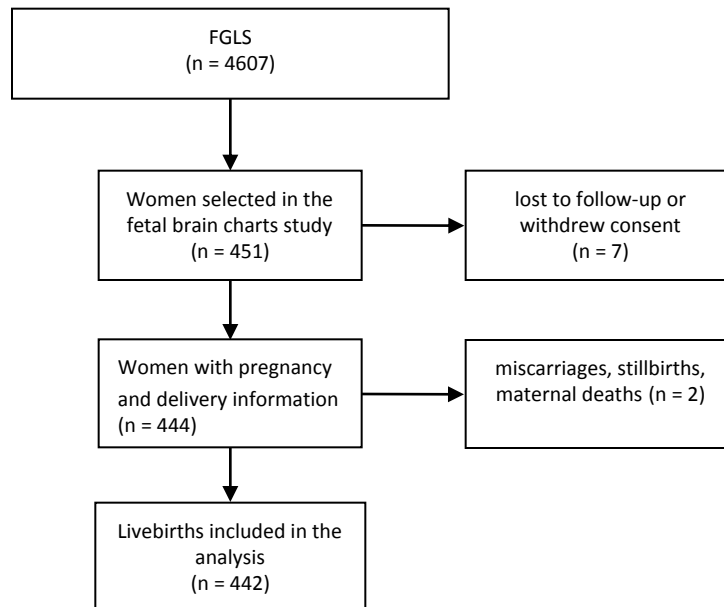 FGLS
(n = 4607)
Women selected in the
fetal brain charts study
(n = 451)
lost to follow-up or
withdrew consent
(n = 7)
Women with pregnancy
and delivery information
(n = 444)
miscarriages, stillbirths,
maternal deaths (n = 2)
Livebirths included in the
analysis
(n = 442)